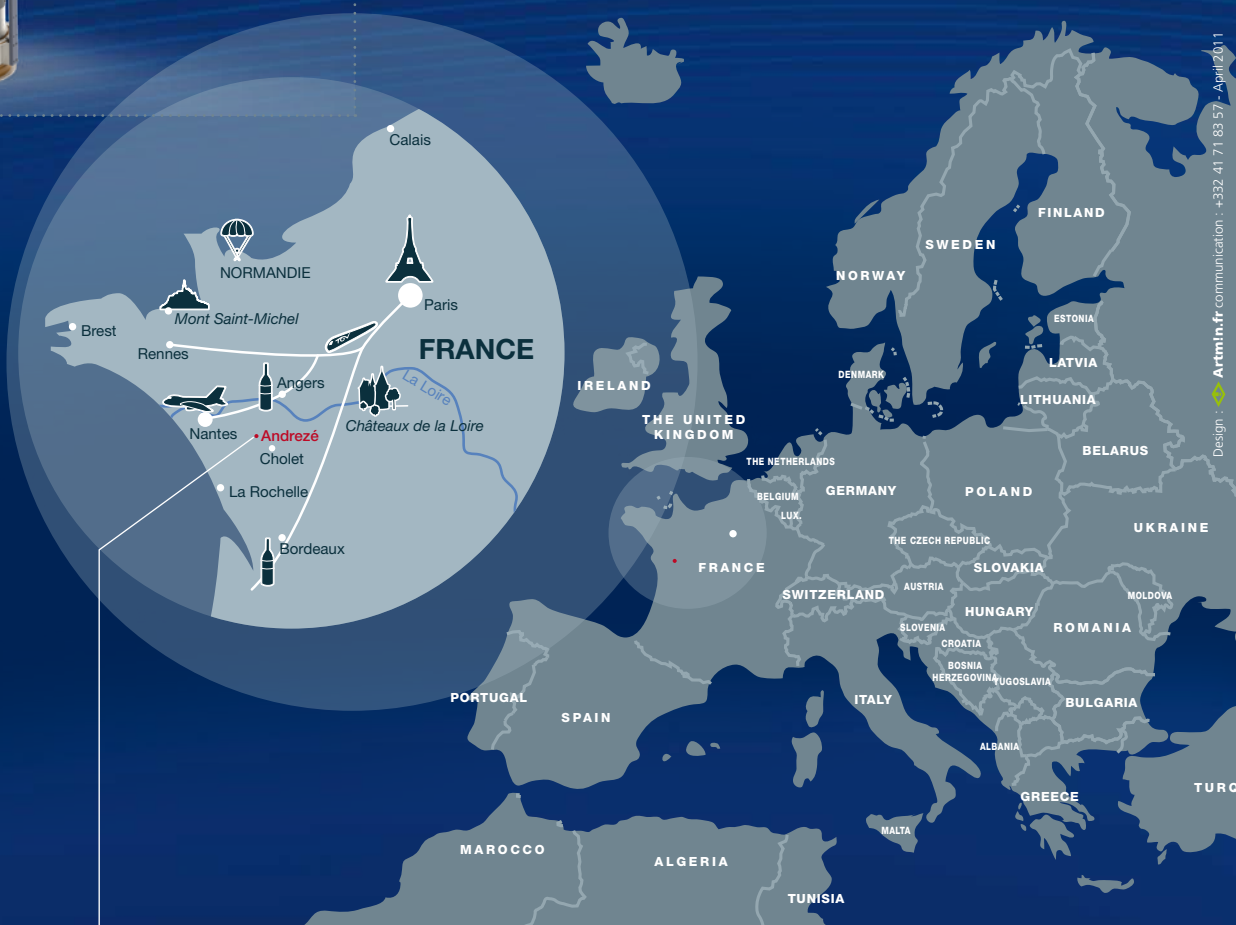 Calais
NORMANDIE
Paris
Mont Saint-Michel
Brest
Rennes
TGV
FRANCE
Angers
La Loire
Châteaux de la Loire
Nantes
Andrezé
Cholet
La Rochelle
Bordeaux
FINLAND
SWEDEN
NORWAY
ESTONIA
LATVIA
DENMARK
LITHUANIA
IRELAND
THE UNITED
KINGDOM
BELARUS
THE NETHERLANDS
BELGIUM
GERMANY
POLAND
LUX.
UKRAINE
THE CZECH REPUBLIC
FRANCE
SLOVAKIA
SWITZERLAND
AUSTRIA
MOLDOVA
HUNGARY
SLOVENIA
ROMANIA
CROATIA
BOSNIA
HERZEGOVINA
YUGOSLAVIA
PORTUGAL
SPAIN
ITALY
BULGARIA
ALBANIA
TURQ
GREECE
MALTA
MAROCCO
ALGERIA
TUNISIA
Design : ArtmIn.fr communication : +332 41 71 83 57 - April 2011